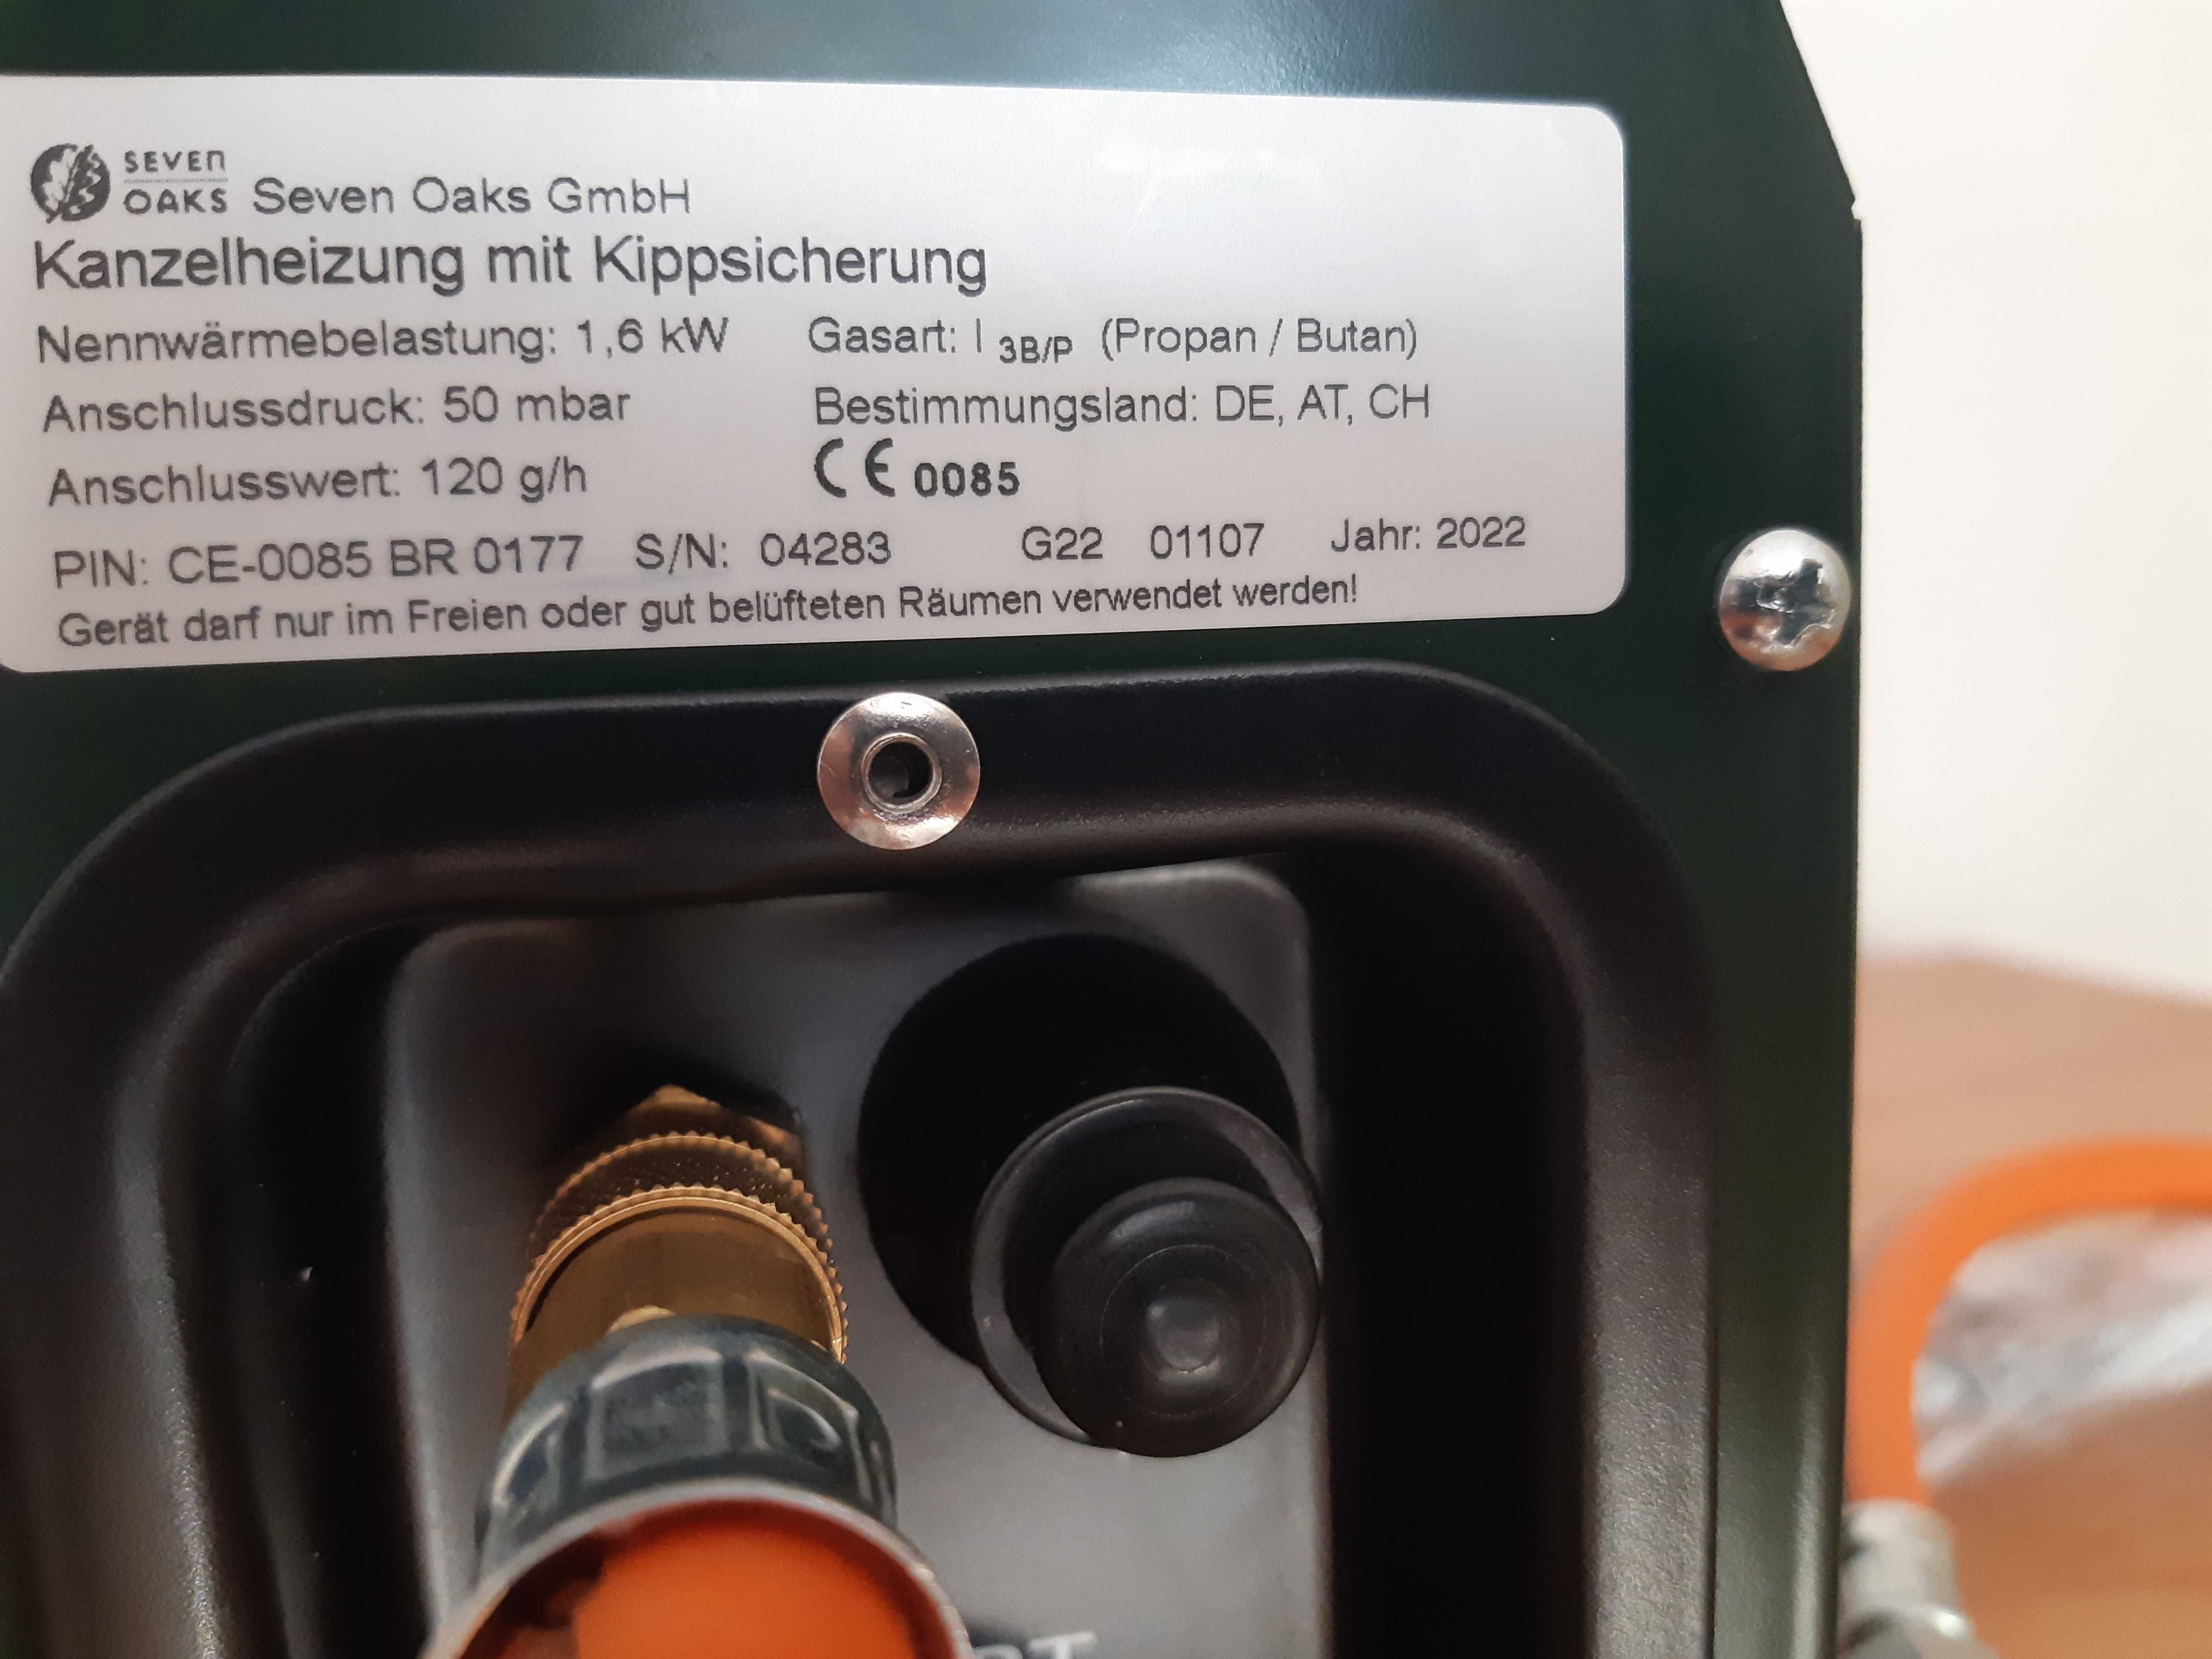 SEVEN OAKS Seven Oaks GmbH
Kanzelheizung mit Kippsicherung
Nennwärmebelastung: 1,6 kW Gasart: I 3B/P (Propan / Butan)
Anschlussdruck: 50 mbar Bestimmungsland: DE, AT, CH
Anschlusswert: 120 g/h CE 0085
PIN: CE-0085 BR 0177 S/N: 04283 G22 01107 Jahr: 2022
Gerät darf nur im Freien oder gut belüfteten Räumen verwendet werden!